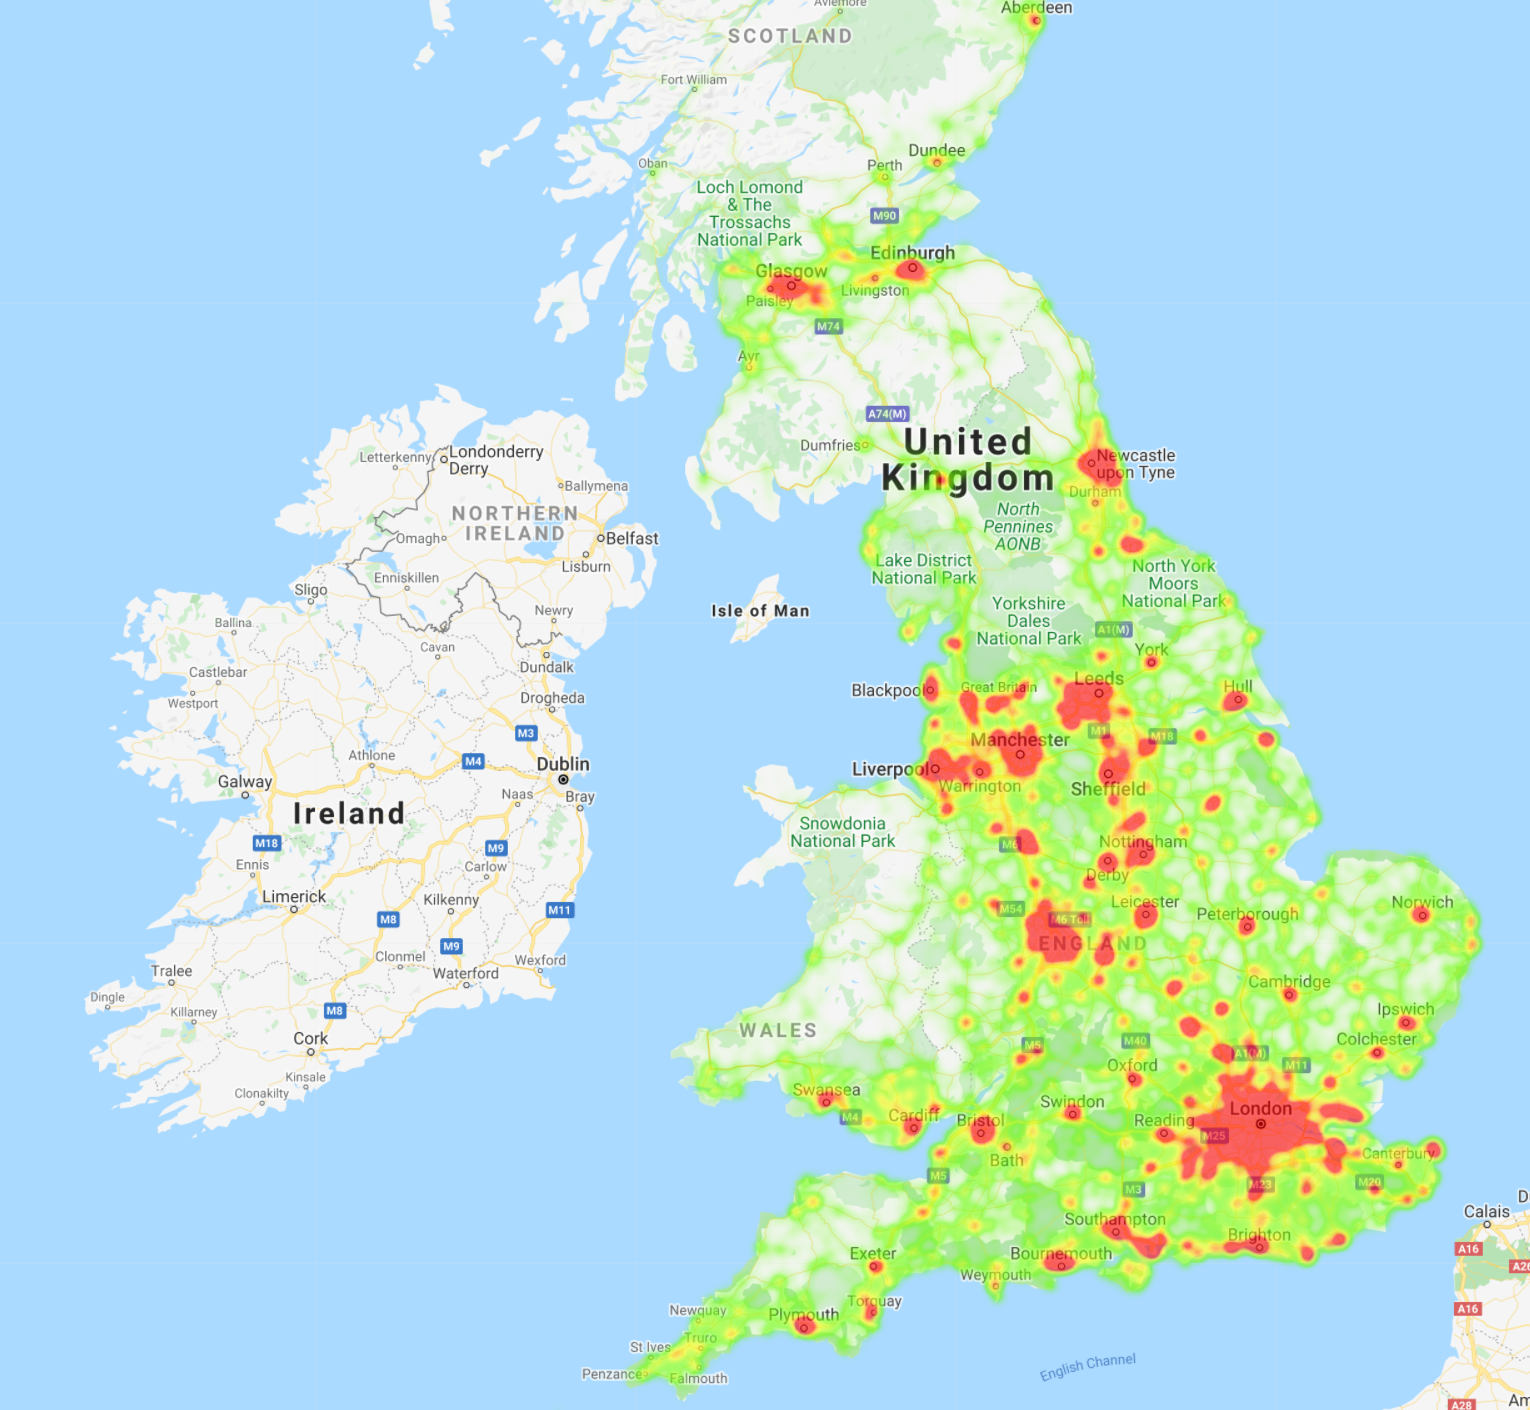 Aviemore
Aberdeen
SCOTLAND
Fort William
Dundee
Perth
Oban
Loch Lomond
& The
Trossachs
National Park
M90
Edinburgh
Glasgow
Livingston
Paisley
M74
Ayr
A74(M)
United
Kingdom
Dumfries
Newcastle
upon Tyne
Durham
Londonderry
Derry
Letterkenny
Ballymena
NORTHERN
IRELAND
Omagh
Belfast
Lisburn
Enniskillen
North
Pennines
AONB
Lake District
National Park
North York
Moors
National Park
Yorkshire
Dales
National Park
Isle of Man
Sligo
Newry
Ballina
A1(M)
York
Cavan
Dundalk
Castlebar
Westport
Drogheda
Blackpool
Great Britain
Leeds
Hull
M3
M1
M18
Manchester
M4
Athlone
Dublin
Liverpool
Warrington
Sheffield
Galway
Naas
Bray
Ireland
Snowdonia
National Park
M18
M9
M6
Nottingham
Ennis
Carlow
Derby
Limerick
Kilkenny
M11
M54
M6 Toll
Leicester
Peterborough
Norwich
M8
M9
ENGLAND
Clonmel
Wexford
Tralee
Waterford
Dingle
Cambridge
Killarney
M8
Ipswich
WALES
Cork
M5
M40
Colchester
A1(M)
M11
Oxford
Kinsale
Clonakilty
Swansea
Swindon
London
M4
Cardiff
Bristol
Reading
M25
Bath
Canterbury
M5
M3
M23
M20
D
Calais
Southampton
Brighton
A16
Exeter
Bournemouth
A26
Weymouth
Torquay
Newquay
Plymouth
A16
Truro
St Ives
English Channel
Penzance
Falmouth
A28
Am